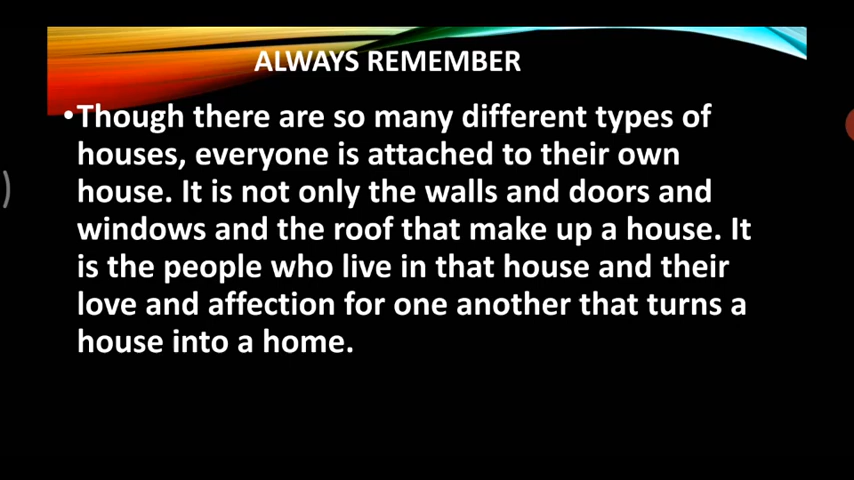 ALWAYS REMEMBER
•Though there are so many different types of
houses, everyone is attached to their own
house. It is not only the walls and doors and
windows and the roof that make up a house. It
is the people who live in that house and their
love and affection for one another that turns a
house into a home.